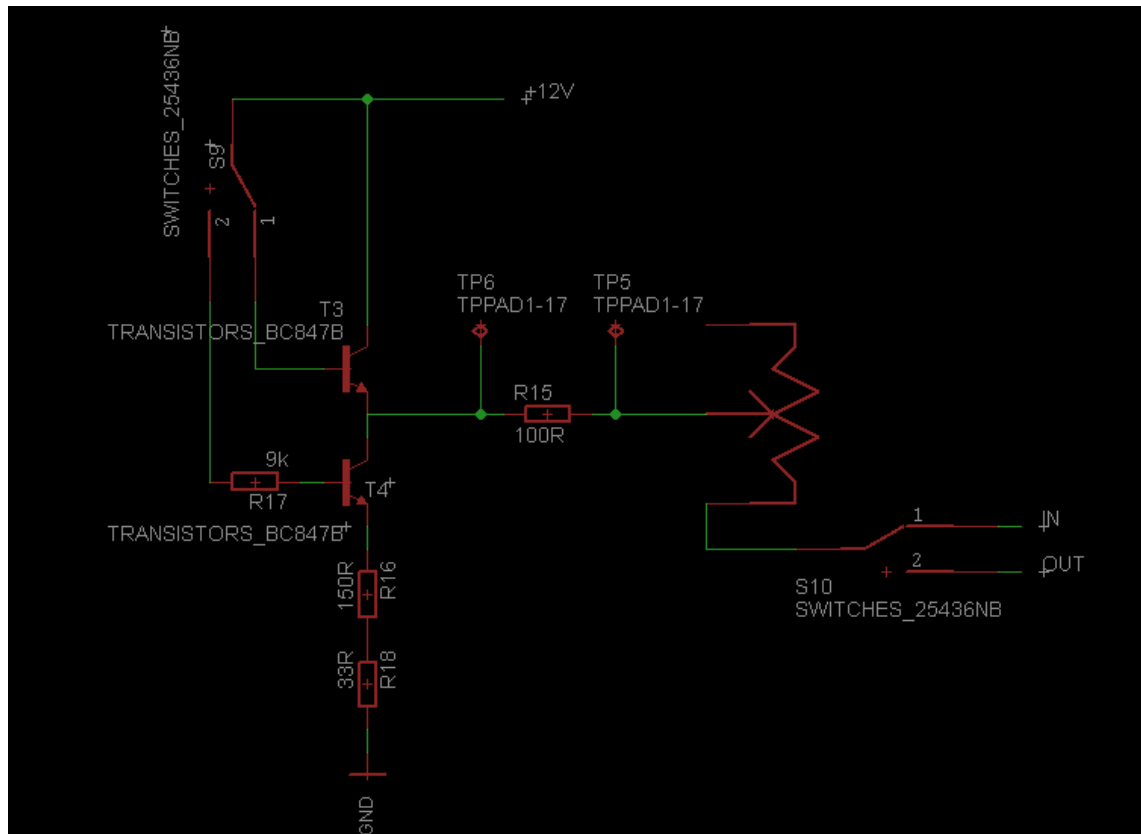 +12V
SWITCHES_25436NB
S9
2
1
T3
TRANSISTORS_BC847B
TP6
TPPAD1-17
TP5
TPPAD1-17
R15
100R
9k
R17
T4
TRANSISTORS_BC847B
150R
R16
33R
R18
GND
1
IN
2
OUT
S10
SWITCHES_25436NB